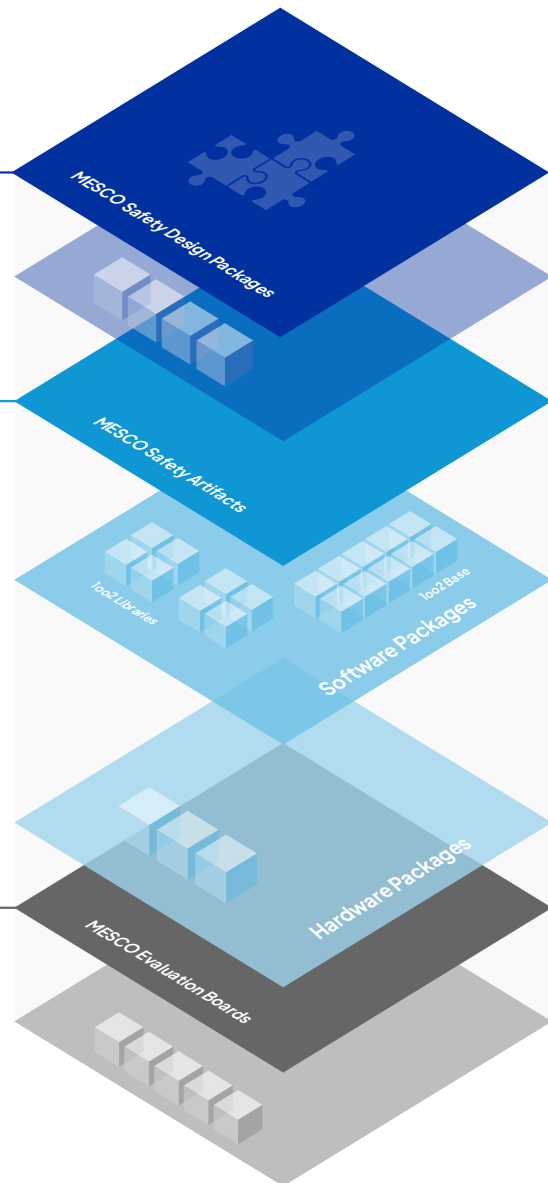 MESCO Safety Design Packages
MESCO Safety Artifacts
1oo2 Libraries
1oo2 Base
Software Packages
Hardware Packages
MESCO Evaluation Boards